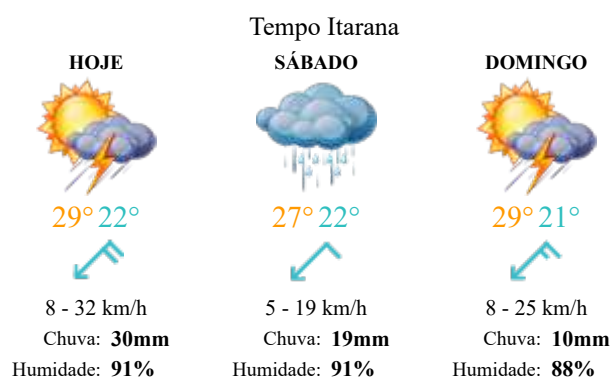 Tempo Itarana
HOJE
29° 22°
8 - 32 km/h
Chuva: 30mm
Humidade: 91%
SÁBADO
27° 22°
5 - 19 km/h
Chuva: 19mm
Humidade: 91%
DOMINGO
29° 21°
8 - 25 km/h
Chuva: 10mm
Humidade: 88%